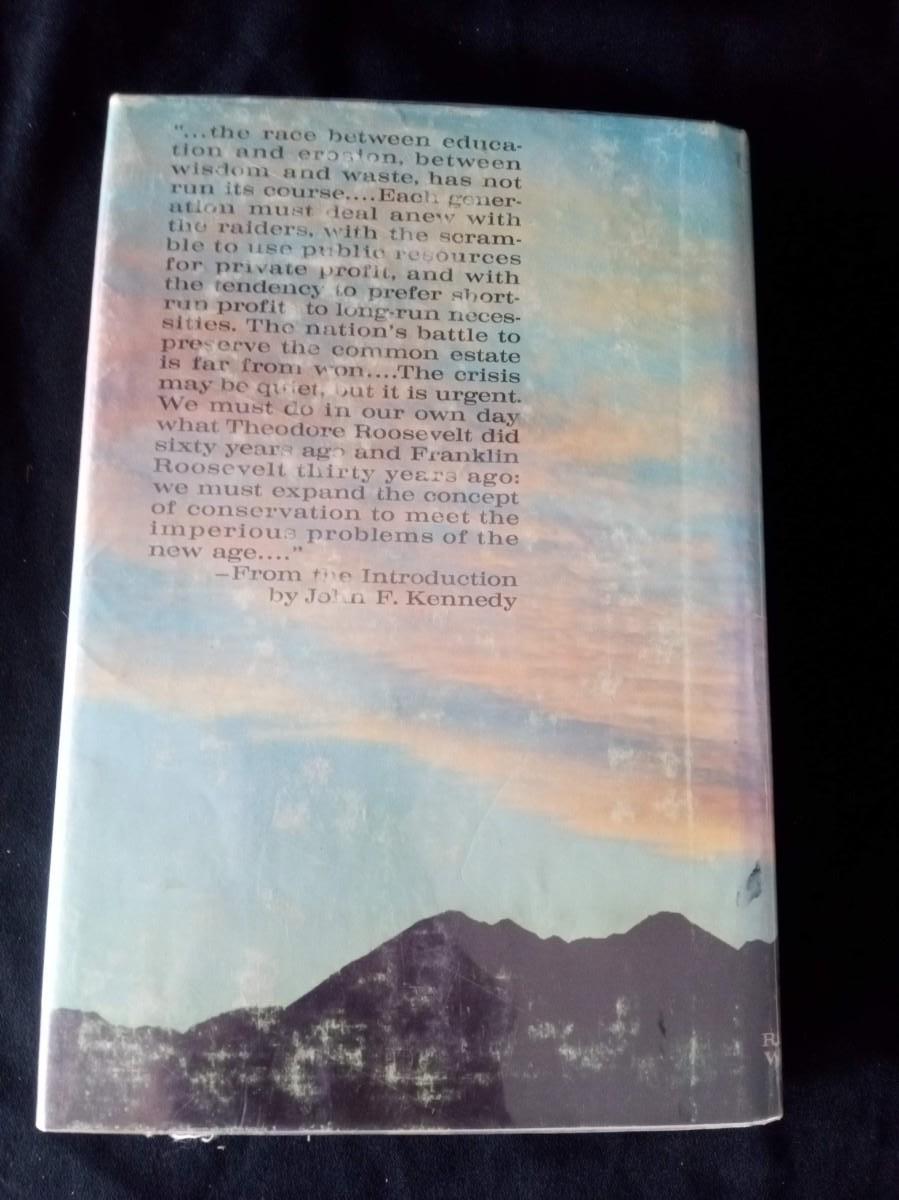 "...the race between educa-
tion and erosion, between
wisdom and waste, has not
run its course....Each gener-
ation must deal anew with
the raiders, with the scram-
ble to use public resources
for private profit, and with
the tendency to prefer short-
run profit to long-run neces-
sities. The nation's battle to
preserve the common estate
is far from won....The crisis
may be quiet, but it is urgent.
We must do in our own day
what Theodore Roosevelt did
sixty years ago and Franklin
Roosevelt thirty years ago:
we must expand the concept
of conservation to meet the
imperious problems of the
new age...."
—From the Introduction
by John F. Kennedy